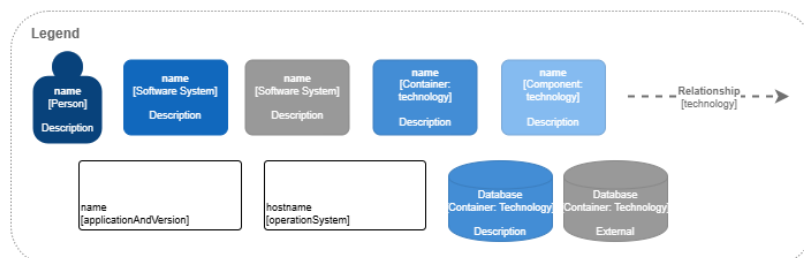 Legend
name
[Person]
Description
name
[Software System]
Description
name
[Software System]
Description
name
[Container:
technology]
Description
name
[Component:
technology]
Description
Relationship
[technology]
name
[applicationAndVersion]
hostname
[operationSystem]
Database
[Container: Technology]
Description
Database
[Container: Technology]
External